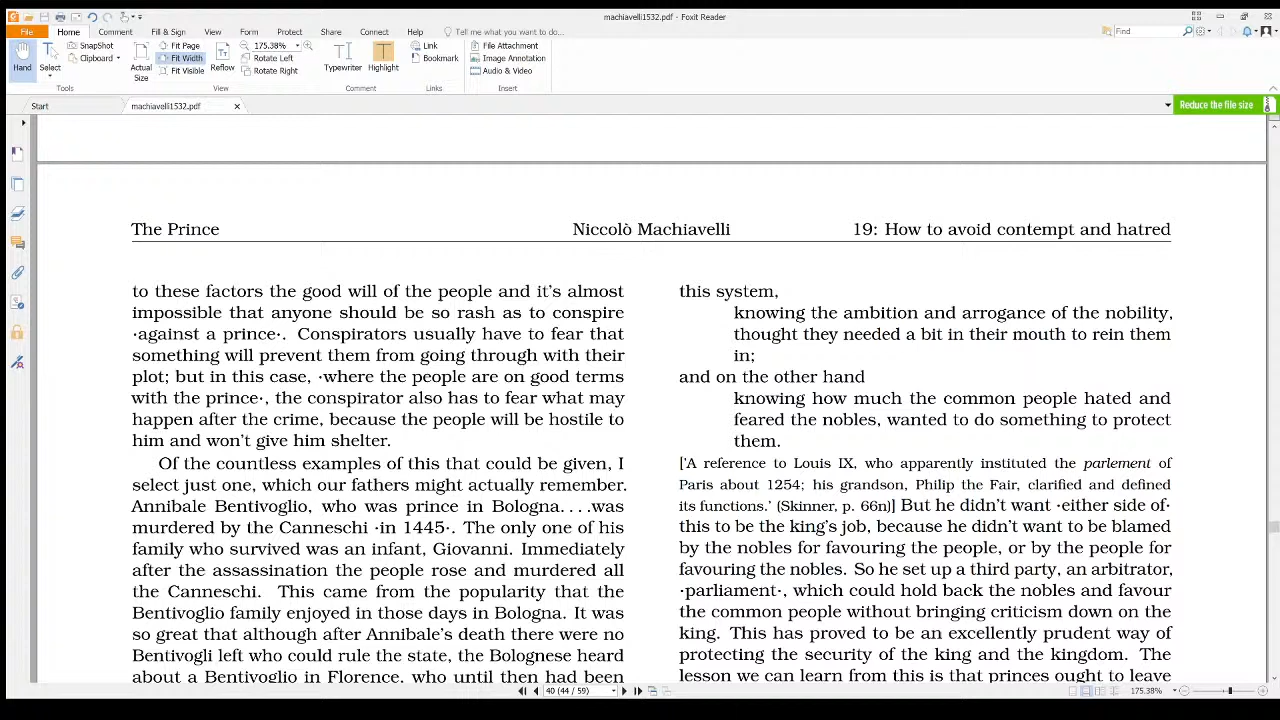 machiavelli1532.pdf - Foxit Reader
File Home Comment Fill & Sign View Form Protect Share Connect Help Tell me what you want to do... Find
Hand
Select
SnapShot
Clipboard
Actual Size
Fit Page
Fit Width
Fit Visible
Reflow
175.38%
Rotate Left
Rotate Right
Typewriter
Highlight
Link
Bookmark
File Attachment
Image Annotation
Audio & Video
Tools View Comment Links Insert
Start machiavelli1532.pdf Reduce the file size
The Prince Niccolò Machiavelli 19: How to avoid contempt and hatred
to these factors the good will of the people and it's almost
impossible that anyone should be so rash as to conspire
·against a prince·. Conspirators usually have to fear that
something will prevent them from going through with their
plot; but in this case, ·where the people are on good terms
with the prince·, the conspirator also has to fear what may
happen after the crime, because the people will be hostile to
him and won't give him shelter.
Of the countless examples of this that could be given, I
select just one, which our fathers might actually remember.
Annibale Bentivoglio, who was prince in Bologna. . . .was
murdered by the Canneschi ·in 1445·. The only one of his
family who survived was an infant, Giovanni. Immediately
after the assassination the people rose and murdered all
the Canneschi. This came from the popularity that the
Bentivoglio family enjoyed in those days in Bologna. It was
so great that although after Annibale's death there were no
Bentivogli left who could rule the state, the Bolognese heard
about a Bentivoglio in Florence, who until then had been
this system,
knowing the ambition and arrogance of the nobility,
thought they needed a bit in their mouth to rein them
in;
and on the other hand
knowing how much the common people hated and
feared the nobles, wanted to do something to protect
them.
['A reference to Louis IX, who apparently instituted the parlement of
Paris about 1254; his grandson, Philip the Fair, clarified and defined
its functions.' (Skinner, p. 66n)] But he didn't want ·either side of·
this to be the king's job, because he didn't want to be blamed
by the nobles for favouring the people, or by the people for
favouring the nobles. So he set up a third party, an arbitrator,
·parliament·, which could hold back the nobles and favour
the common people without bringing criticism down on the
king. This has proved to be an excellently prudent way of
protecting the security of the king and the kingdom. The
lesson we can learn from this is that princes ought to leave
40 (44 / 59) 175.38%